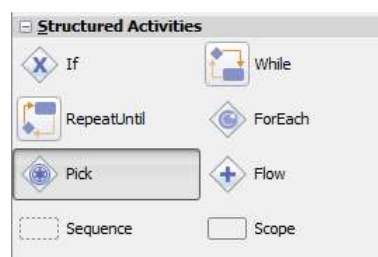 Structured Activities
If While
RepeatUntil ForEach
Pick Flow
Sequence Scope